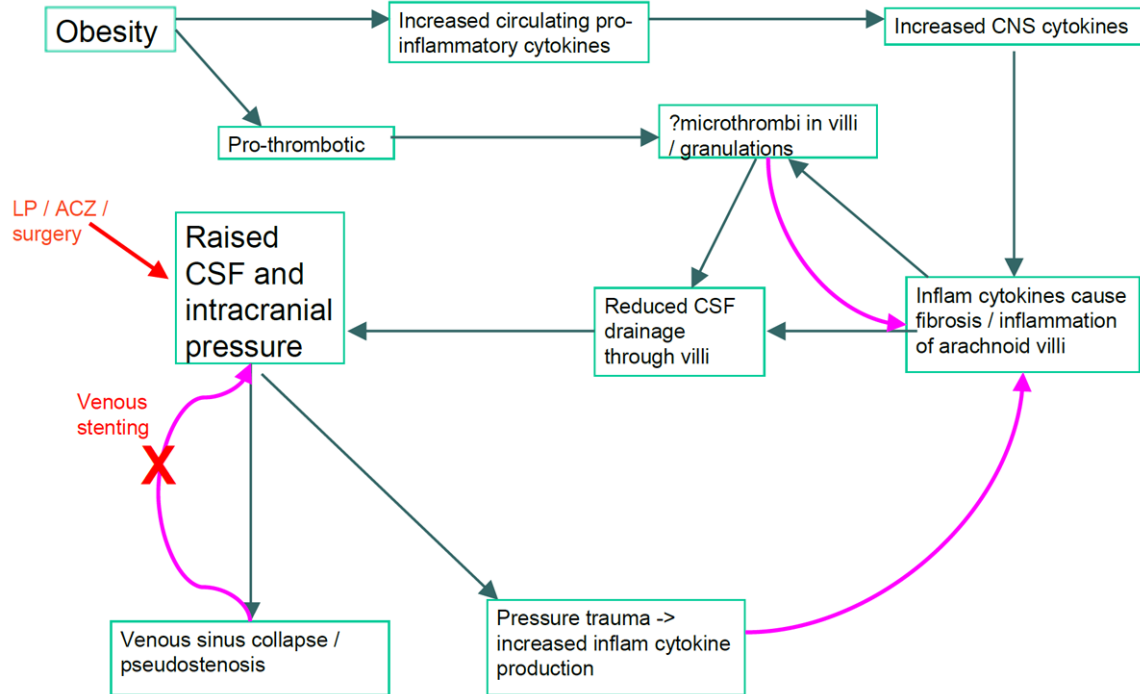 Obesity
Increased circulating pro-
inflammatory cytokines
Increased CNS cytokines
Pro-thrombotic
?microthrombi in villi
/ granulations
LP / ACZ /
surgery
Raised
CSF and
intracranial
pressure
Reduced CSF
drainage
through villi
Inflam cytokines cause
fibrosis / inflammation
of arachnoid villi
Venous
stenting
X
Venous sinus collapse /
pseudostenosis
Pressure trauma ->
increased inflam cytokine
production